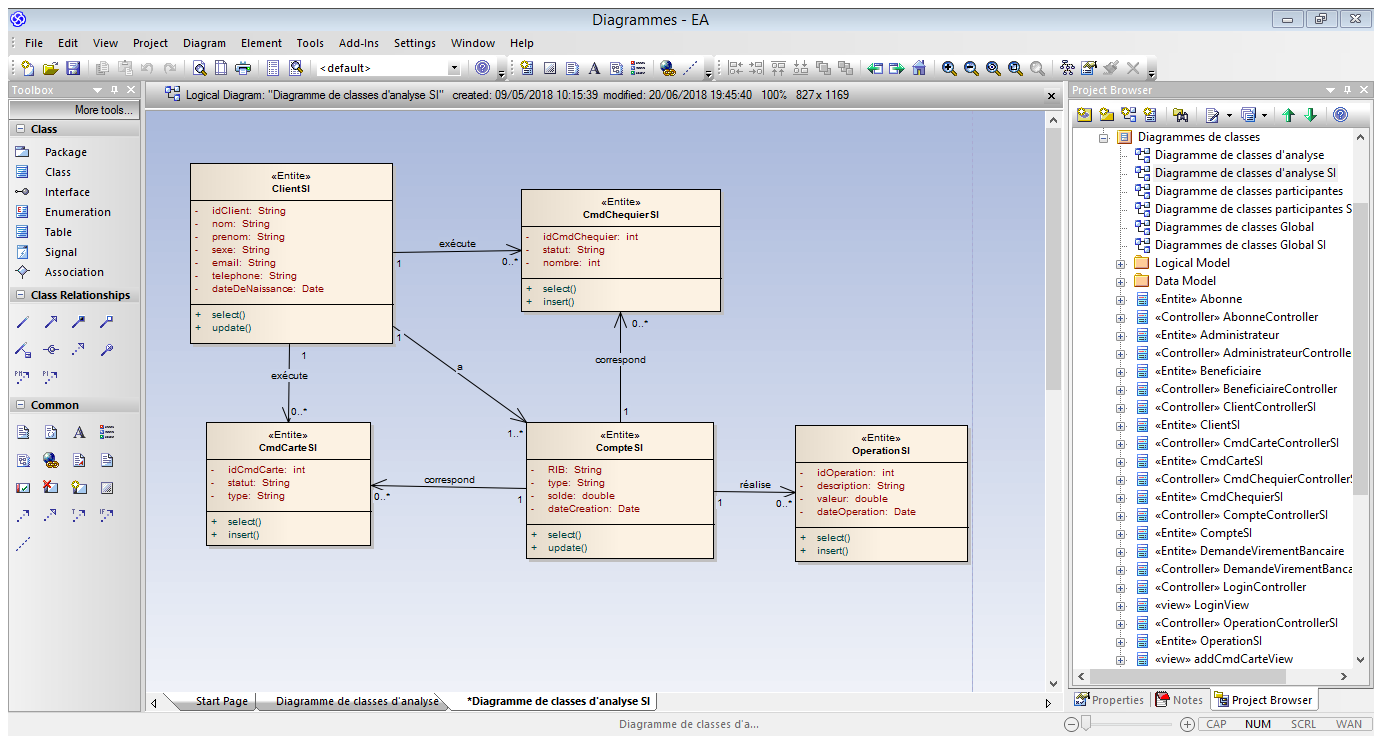 Diagrammes - EA
File Edit View Project Diagram Element Tools Add-Ins Settings Window Help
<default>
Toolbox
More tools...
Class
Package
Class
Interface
Enumeration
Table
Signal
Association
Class Relationships
Common
Logical Diagram: "Diagramme de classes d'analyse SI" created: 09/05/2018 10:15:39 modified: 20/06/2018 19:45:40 100% 827 x 1169
«Entite»
ClientSI
- idClient: String
- nom: String
- prenom: String
- sexe: String
- email: String
- telephone: String
- dateDeNaissance: Date
+ select()
+ update()
exécute
1
0..*
«Entite»
CmdChequierSI
- idCmdChequier: int
- statut: String
- nombre: int
+ select()
+ insert()
1
exécute
0..*
1
a
1..*
0..*
correspond
1
«Entite»
CmdCarteSI
- idCmdCarte: int
- statut: String
- type: String
+ select()
+ insert()
correspond
0..*
1
«Entite»
CompteSI
- RIB: String
- type: String
- solde: double
- dateCreation: Date
+ select()
+ update()
réalise
1
0..*
«Entite»
OperationSI
- idOperation: int
- description: String
- valeur: double
- dateOperation: Date
+ select()
+ insert()
Start Page
Diagramme de classes d'analyse
*Diagramme de classes d'analyse SI
Project Browser
Diagrammes de classes
Diagramme de classes d'analyse
Diagramme de classes d'analyse SI
Diagramme de classes participantes
Diagramme de classes participantes S
Diagrammes de classes Global
Diagrammes de classes Global SI
Logical Model
Data Model
«Entite» Abonne
«Controller» AbonneController
«Entite» Administrateur
«Controller» AdministrateurControlle
«Entite» Beneficiaire
«Controller» BeneficiaireController
«Controller» ClientControllerSI
«Entite» ClientSI
«Controller» CmdCarteControllerSI
«Entite» CmdCarteSI
«Controller» CmdChequierController
«Entite» CmdChequierSI
«Controller» CompteControllerSI
«Entite» CompteSI
«Entite» DemandeVirementBancaire
«Controller» DemandeVirementBanca
«Controller» LoginController
«view» LoginView
«Controller» OperationControllerSI
«Entite» OperationSI
«view» addCmdCarteView
Properties Notes Project Browser
Diagramme de classes d'a...
CAP NUM SCRL WAN